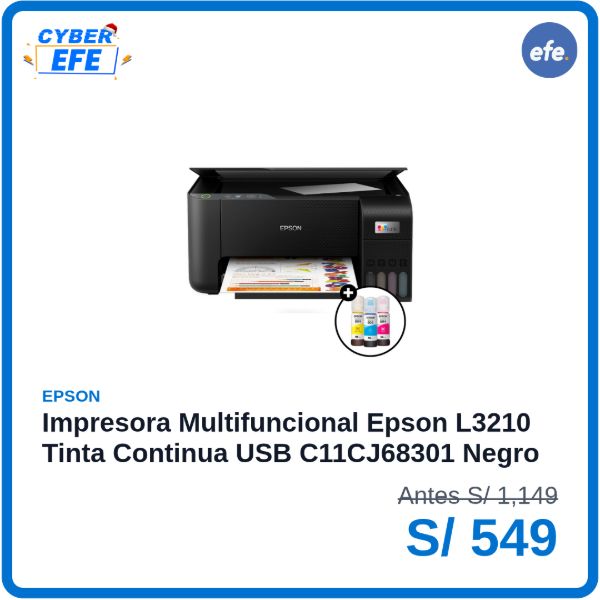 CYBER
EFE
efe.
EPSON
EPSON
Impresora Multifuncional Epson L3210
Tinta Continua USB C11CJ68301 Negro
Antes S/ 1,149
S/ 549